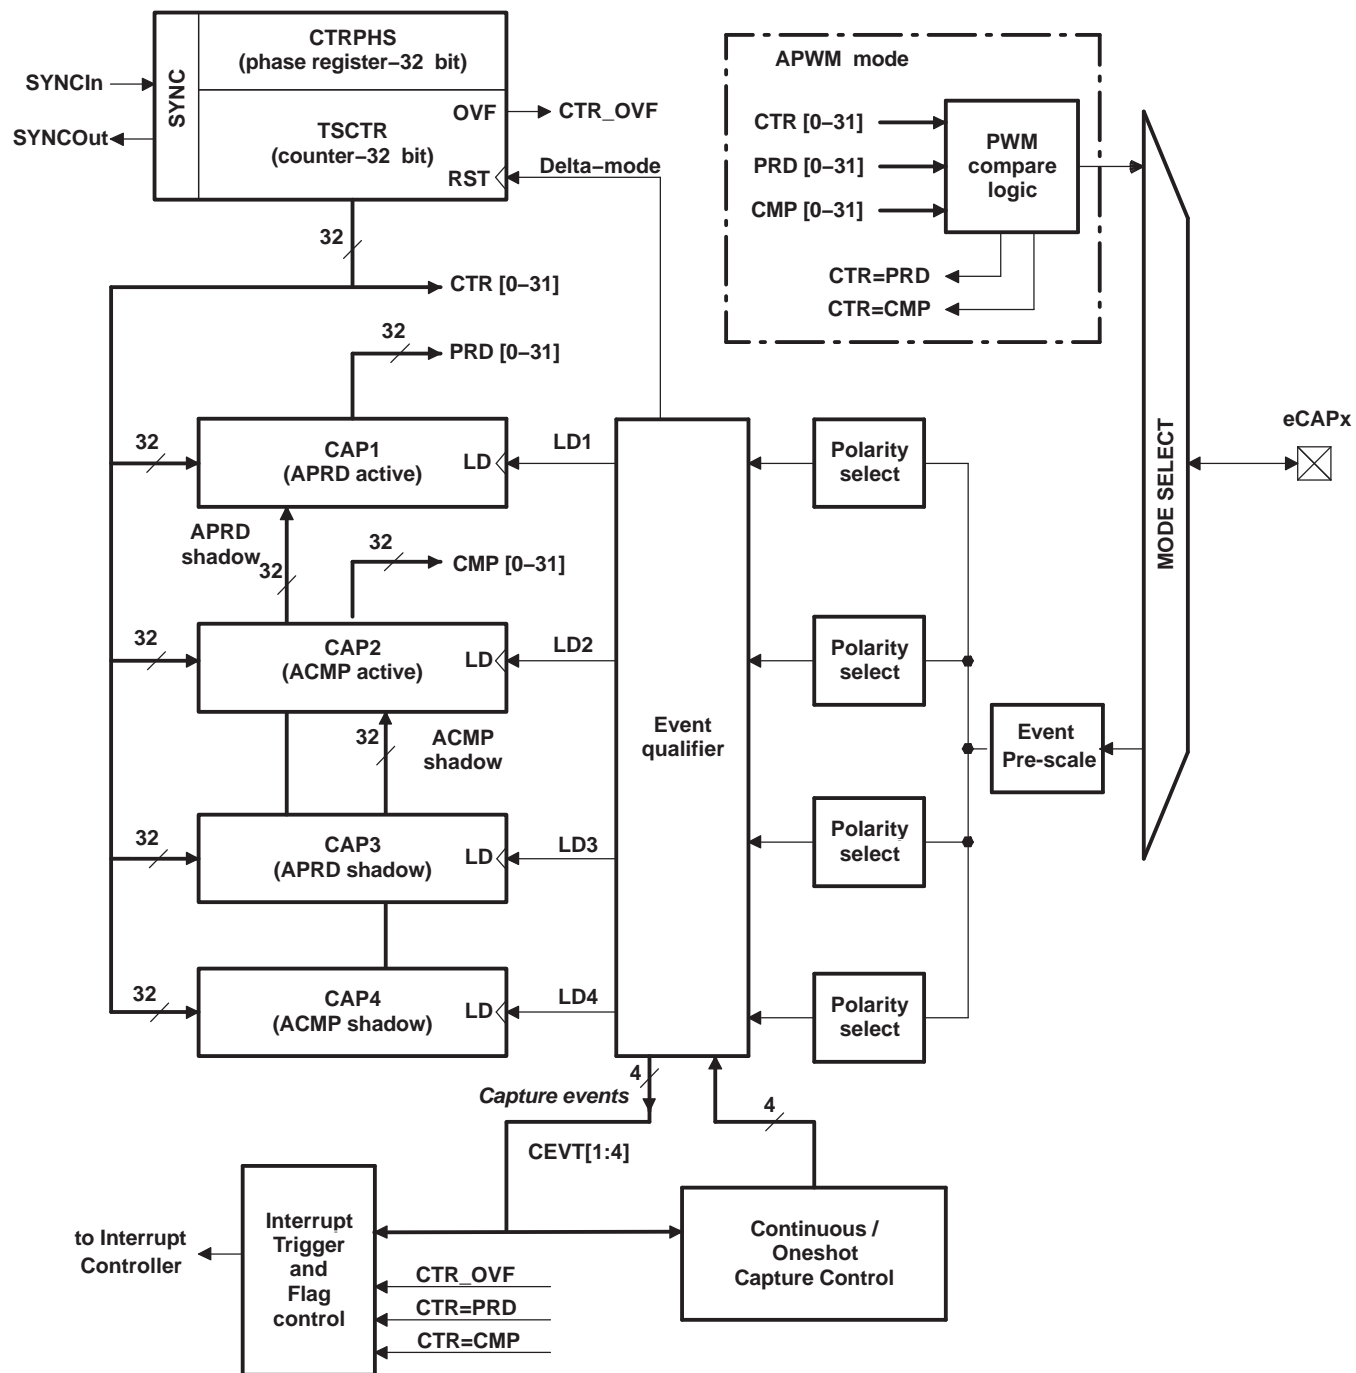 CTRPHS
(phase register−32 bit)
SYNC
SYNCIn
SYNCOut
TSCTR
(counter−32 bit)
OVF
CTR_OVF
RST
Delta−mode
32
CTR [0−31]
32
PRD [0−31]
APWM mode
CTR [0−31]
PRD [0−31]
CMP [0−31]
PWM
compare
logic
CTR=PRD
CTR=CMP
MODE SELECT
eCAPx
32
CAP1
(APRD active)
LD
LD1
Polarity
select
APRD
shadow
32
32
CMP [0−31]
32
CAP2
(ACMP active)
LD
LD2
Polarity
select
32
ACMP
shadow
Event
qualifier
Event
Pre-scale
32
CAP3
(APRD shadow)
LD
LD3
Polarity
select
32
CAP4
(ACMP shadow)
LD
LD4
Polarity
select
4
Capture events
CEVT[1:4]
4
to Interrupt
Controller
Interrupt
Trigger
and
Flag
control
CTR_OVF
CTR=PRD
CTR=CMP
Continuous /
Oneshot
Capture Control